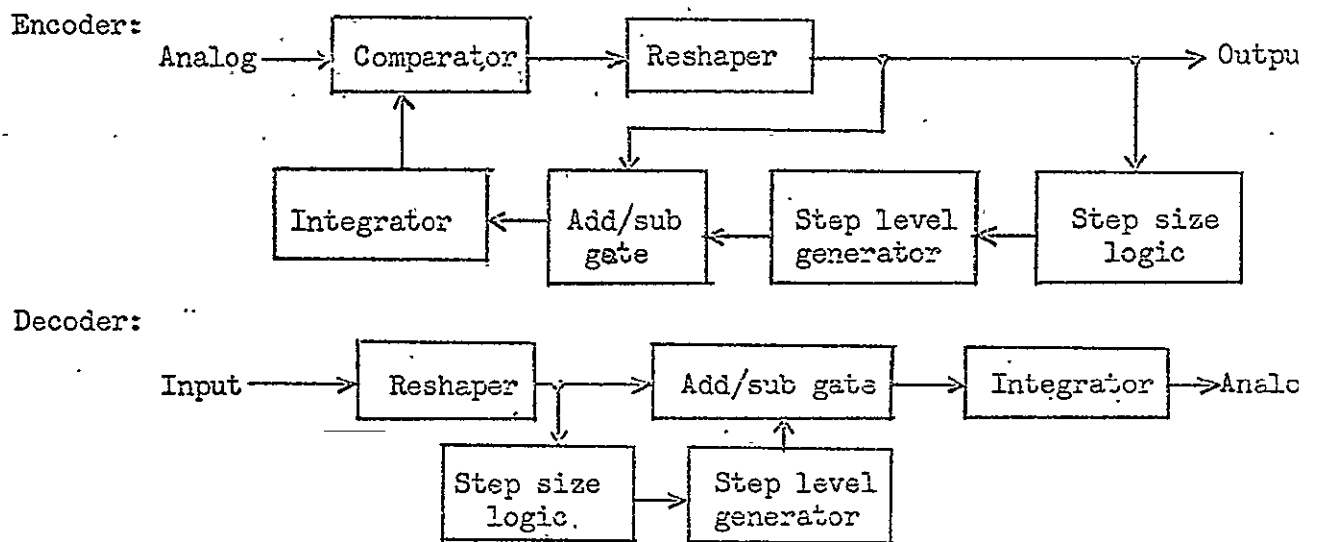 Encoder:
Analog
Comparator
Reshaper
Outpu
Integrator
Add/sub
gate
Step level
generator
Step size
logic
Decoder:
Input
Reshaper
Add/sub gate
Integrator
Analc
Step size
logic.
Step level
generator